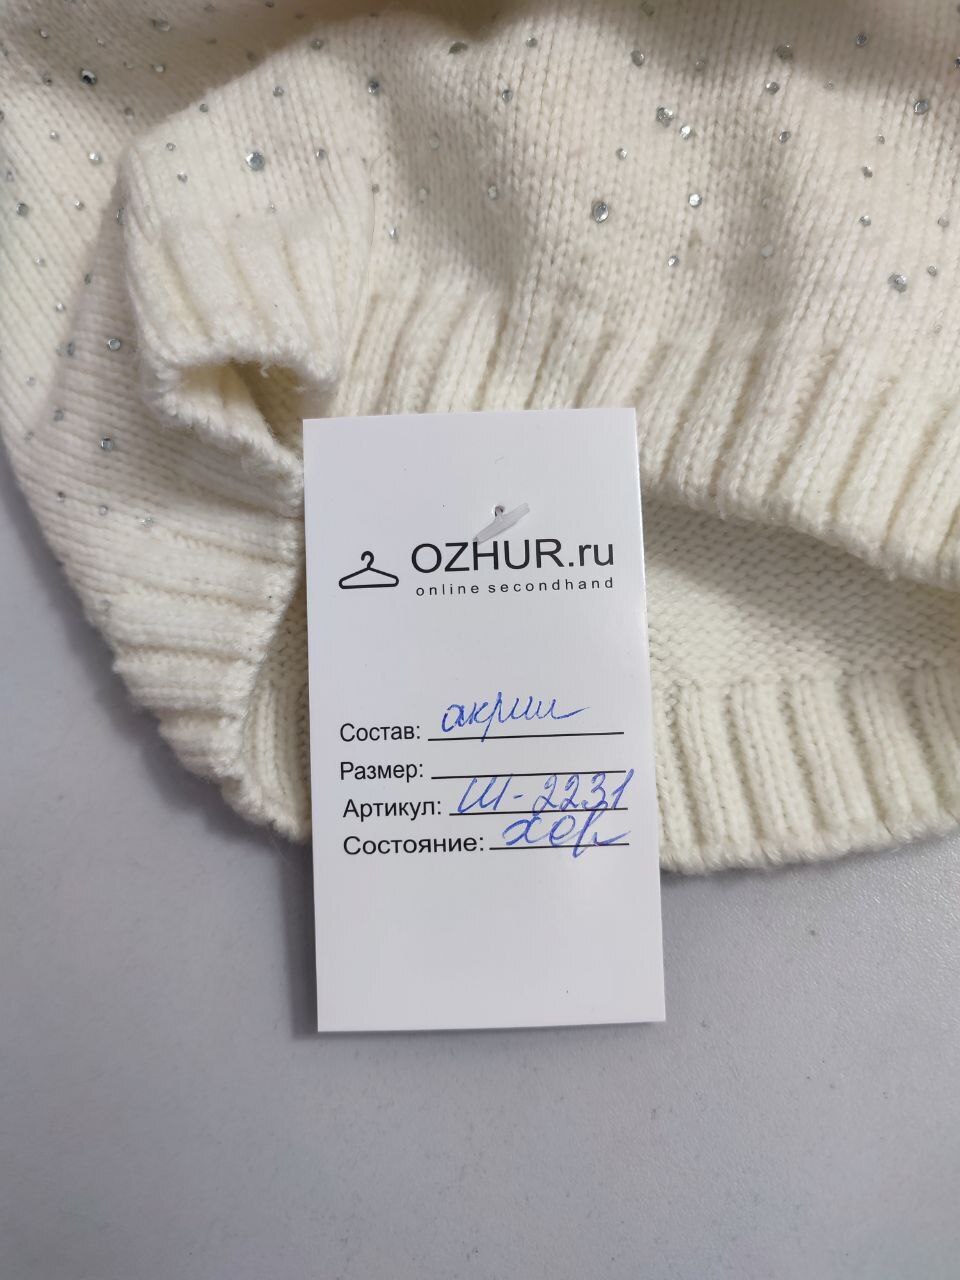 OZHUR.ru
online secondhand
Состав: акрил
Размер:
Артикул: Ш-2231
Состояние: хор